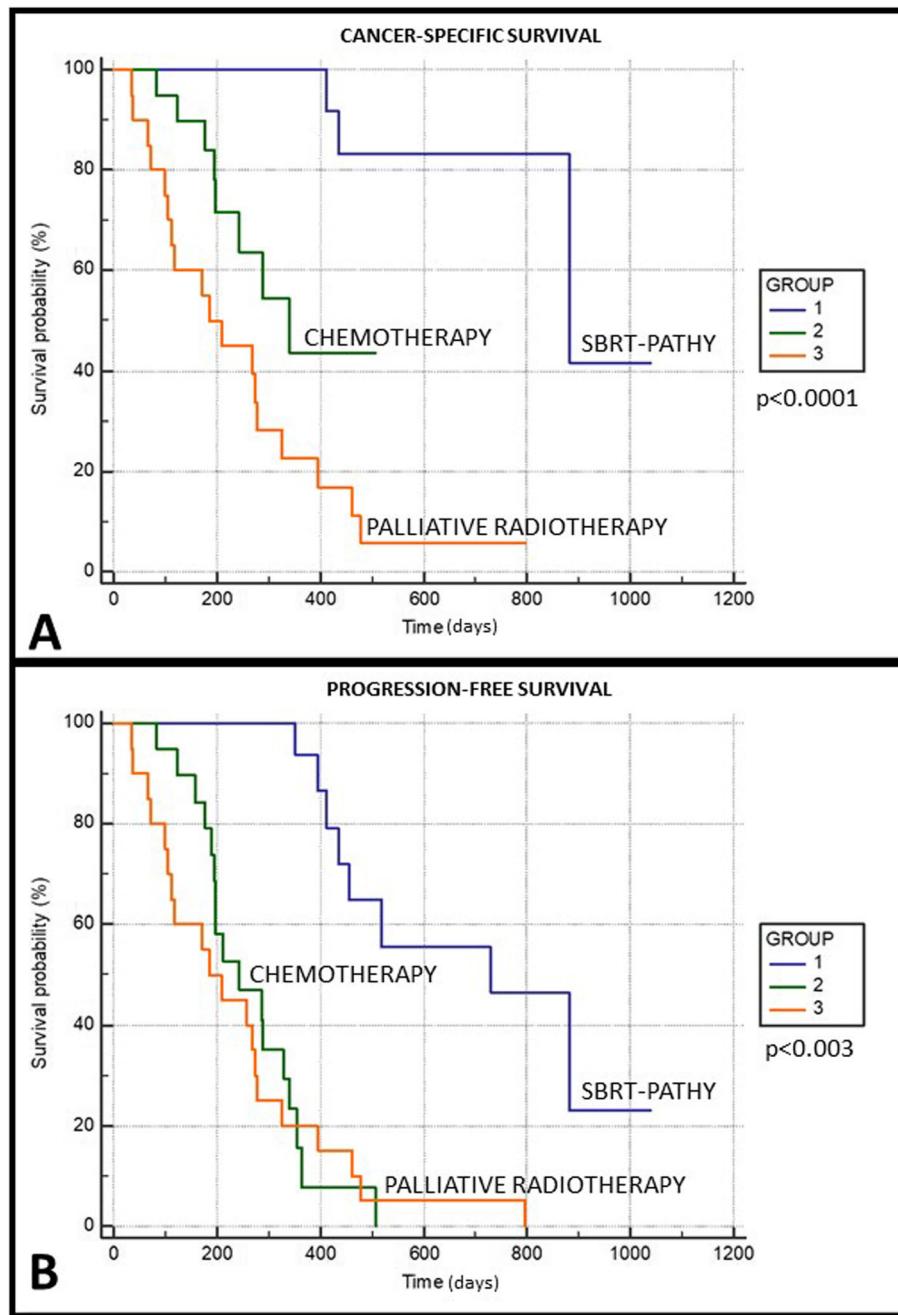 CANCER-SPECIFIC SURVIVAL
100
80
60
40
20
0
Survival probability (%)
0 200 400 600 800 1000 1200
Time (days)
CHEMOTHERAPY
SBRT-PATHY
PALLIATIVE RADIOTHERAPY
GROUP
1
2
3
p<0.0001
A
PROGRESSION-FREE SURVIVAL
100
80
60
40
20
0
Survival probability (%)
0 200 400 600 800 1000 1200
Time (days)
CHEMOTHERAPY
SBRT-PATHY
PALLIATIVE RADIOTHERAPY
GROUP
1
2
3
p<0.003
B